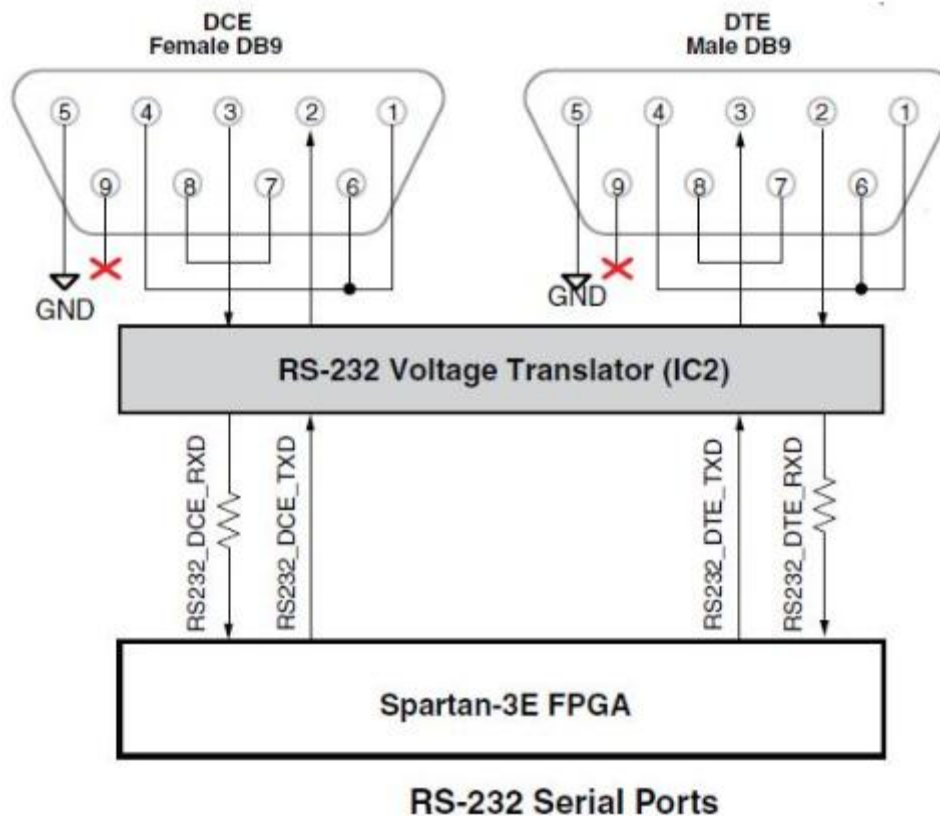 DCE
Female DB9
DTE
Male DB9
5 4 3 2 1
5 4 3 2 1
9 8 7 6
9 8 7 6
GND
GND
RS-232 Voltage Translator (IC2)
RS232_DCE_RXD
RS232_DCE_TXD
RS232_DTE_TXD
RS232_DTE_RXD
Spartan-3E FPGA
RS-232 Serial Ports